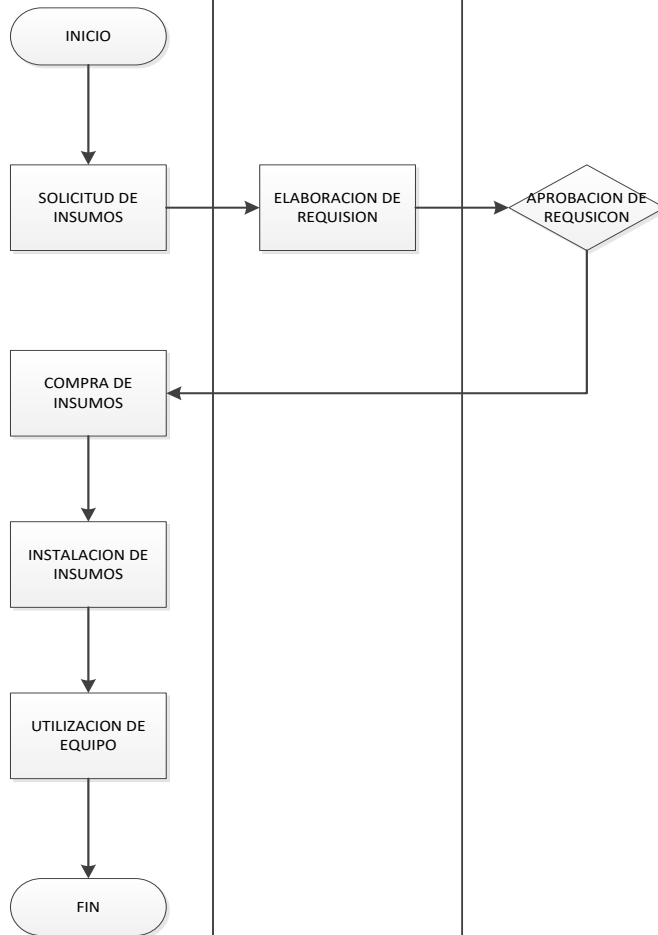 INICIO
SOLICITUD DE
INSUMOS
ELABORACION DE
REQUISION
APROBACION DE
REQUSICON
COMPRA DE
INSUMOS
INSTALACION DE
INSUMOS
UTILIZACION DE
EQUIPO
FIN